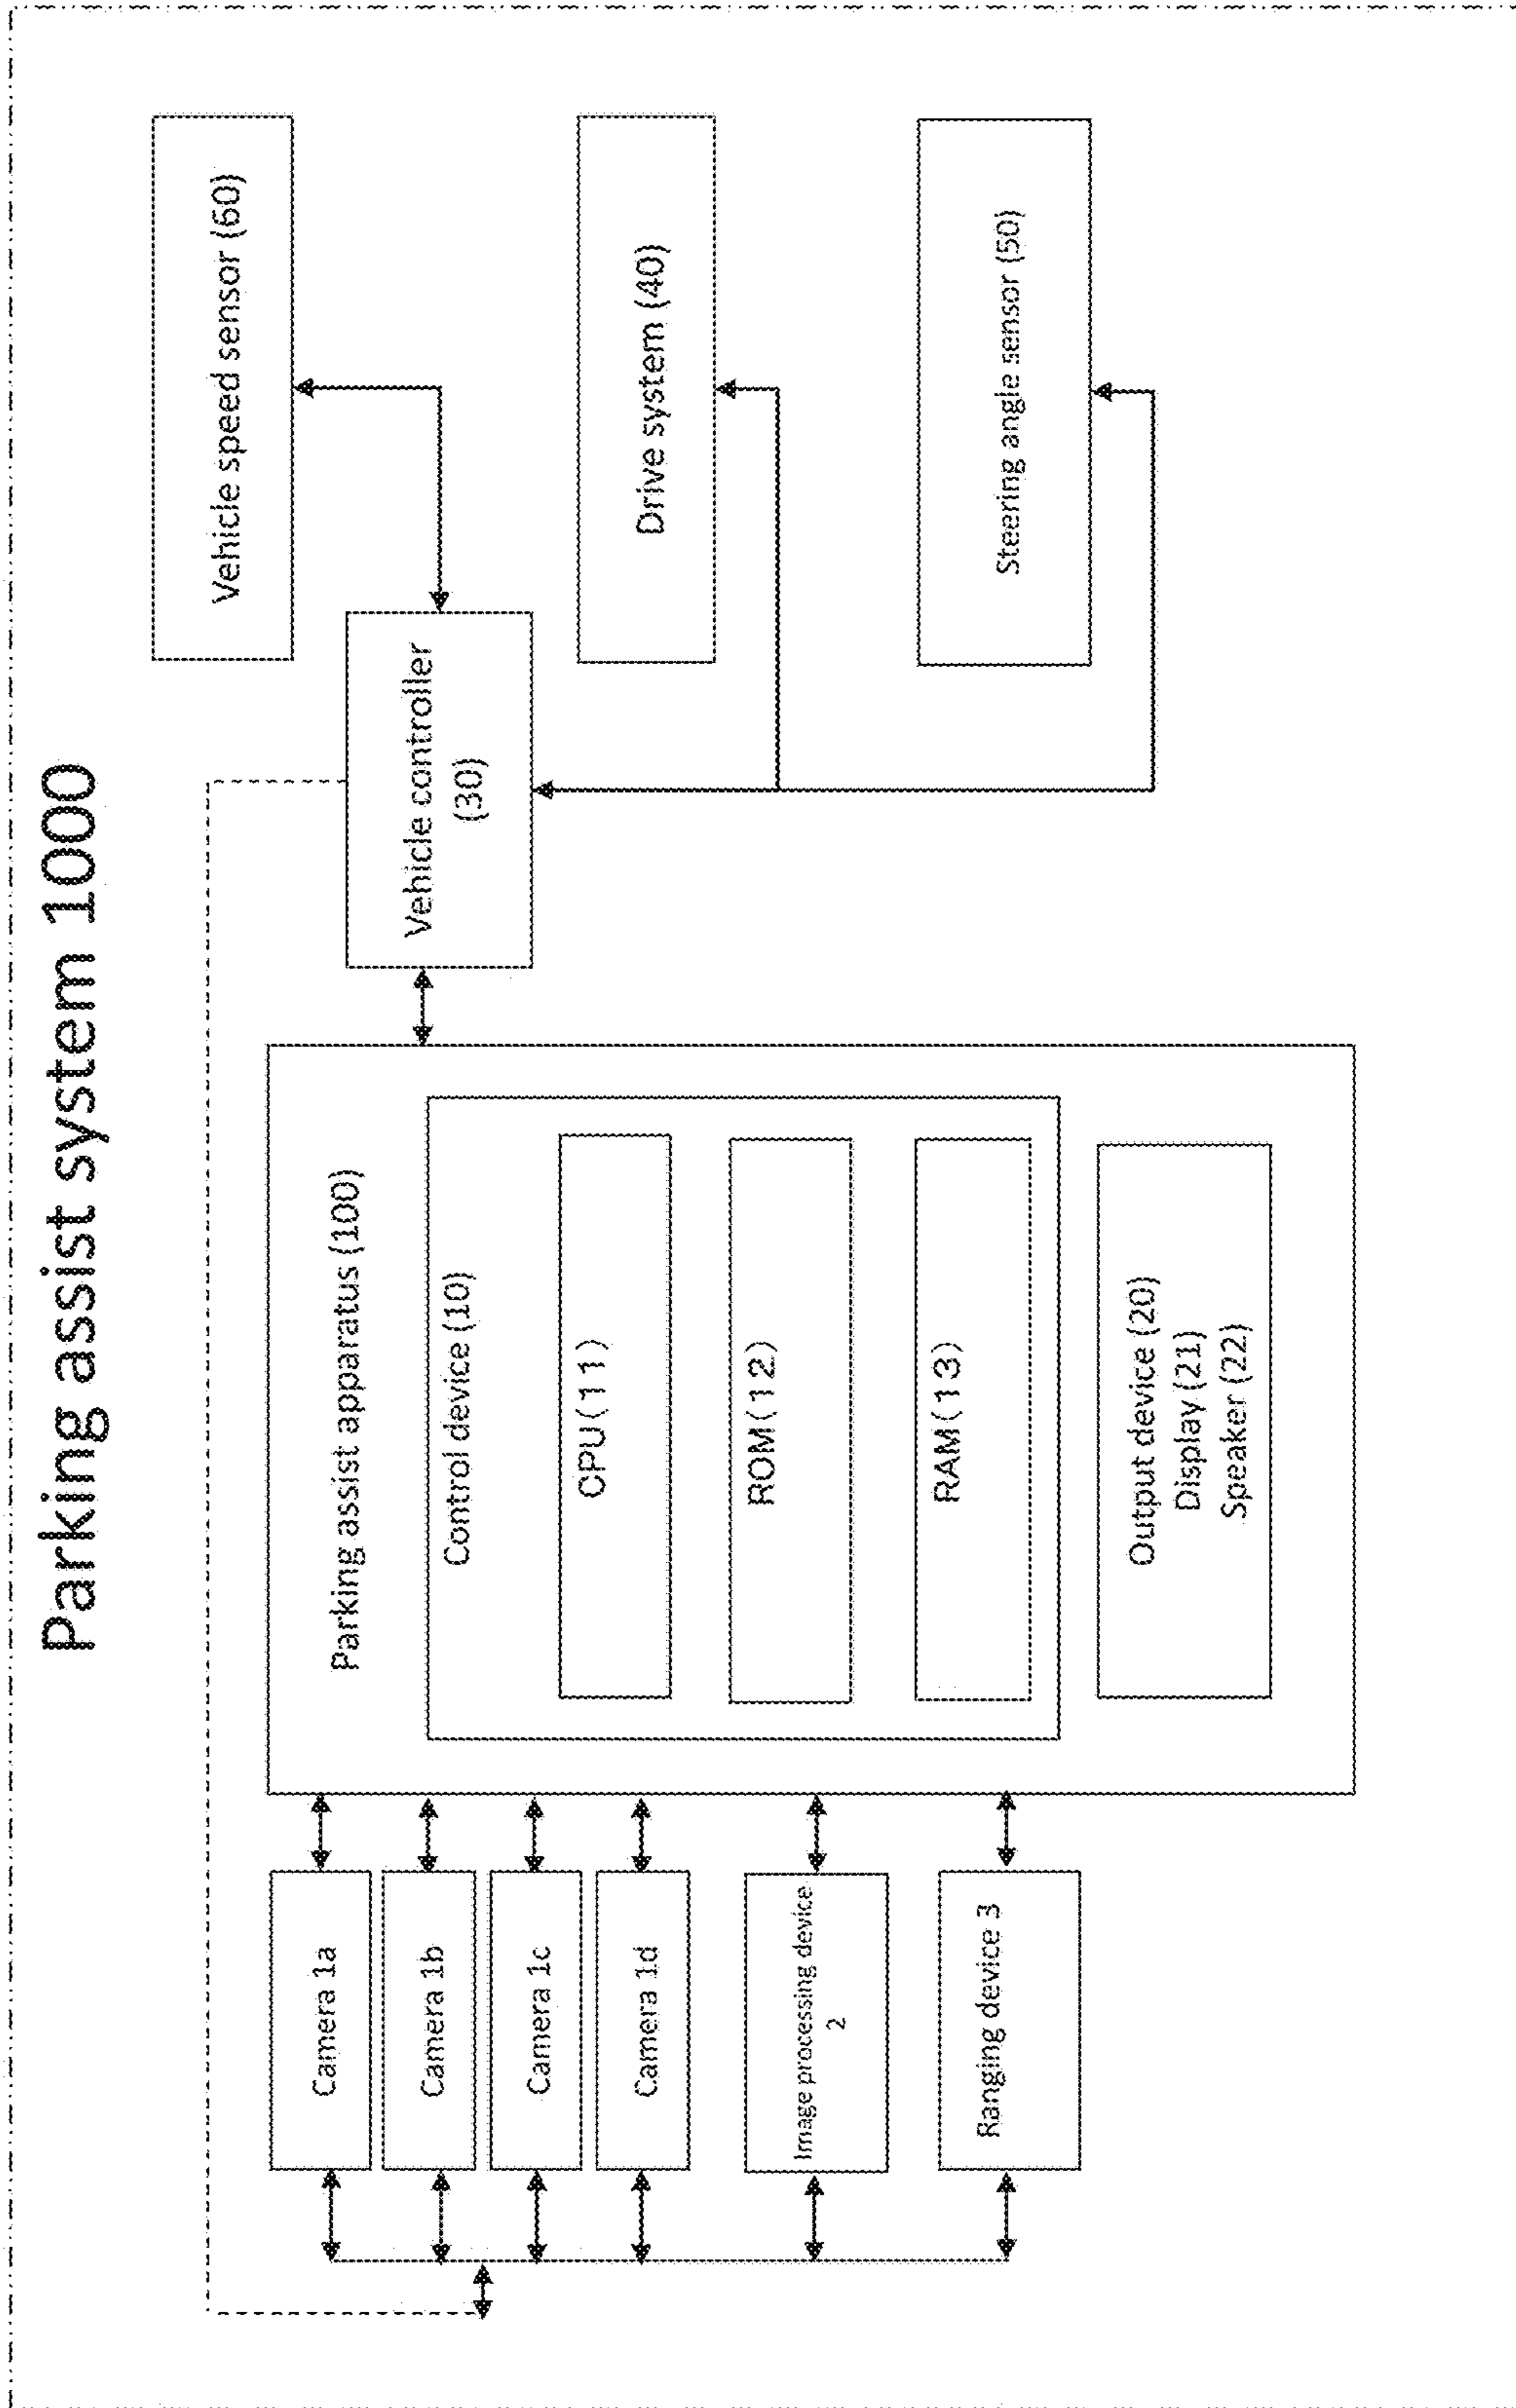 Parking assist system 1000
Camera 1a
Camera 1b
Camera 1c
Camera 1d
Image processing device
2
Ranging device 3
Parking assist apparatus (100)
Control device (10)
CPU(11)
ROM(12)
RAM(13)
Output device (20)
Display (21)
Speaker (22)
Vehicle controller
(30)
Vehicle speed sensor (60)
Drive system (40)
Steering angle sensor (50)